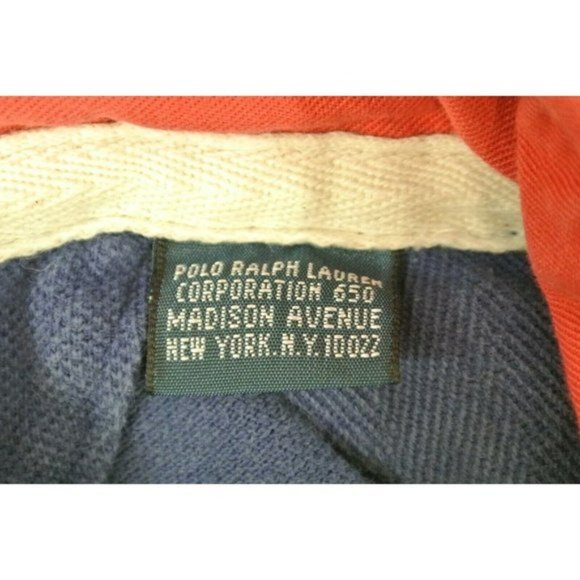 POLO RALPH LAUREN
CORPORATION 650
MADISON AVENUE
NEW YORK.N.Y.10022